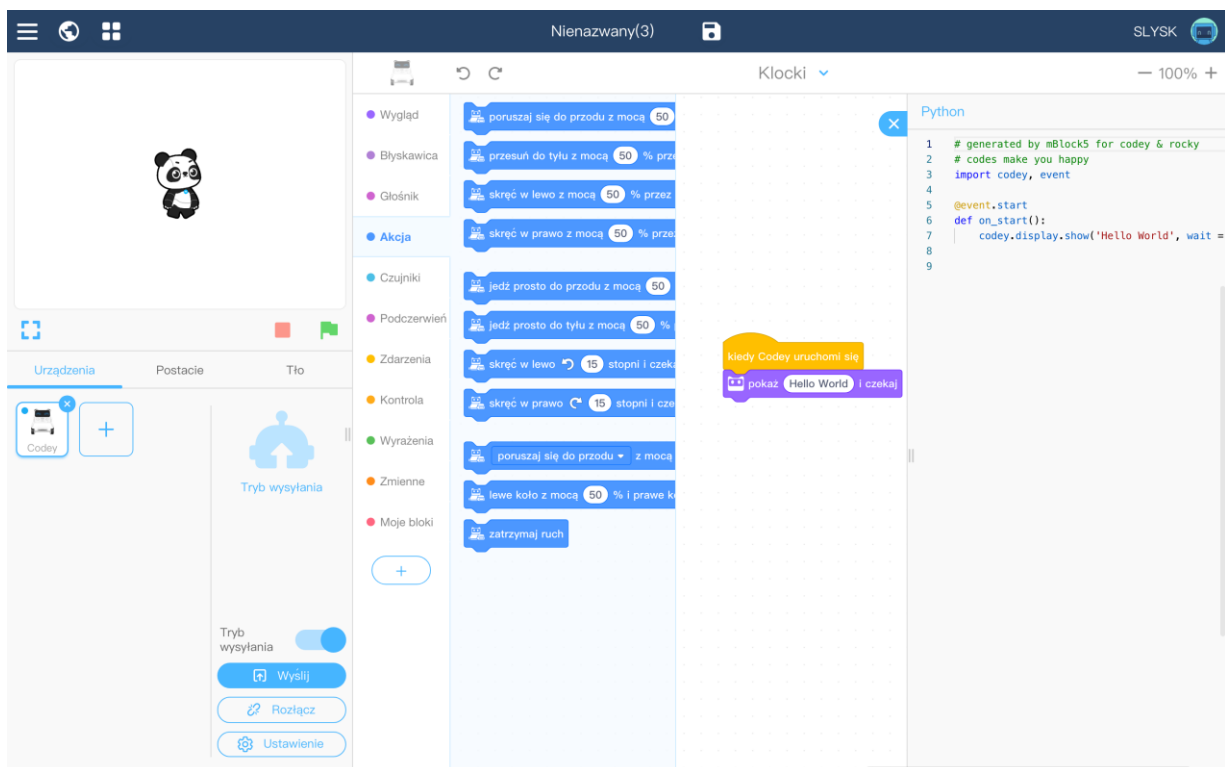 Nienazwany(3)
SLYSK
Klocki
100%
Wygląd
Błyskawica
Głośnik
Akcja
Czujniki
Podczerwień
Zdarzenia
Kontrola
Wyrażenia
Zmienne
Moje bloki
+
poruszaj się do przodu z mocą 50
przesuń do tyłu z mocą 50 % prze
skręć w lewo z mocą 50 % przez
skręć w prawo z mocą 50 % prze
jedź prosto do przodu z mocą 50
jedź prosto do tyłu z mocą 50 %
skręć w lewo 15 stopni i czeka
skręć w prawo 15 stopni i cze
poruszaj się do przodu z mocą
lewe koło z mocą 50 % i prawe k
zatrzymaj ruch
kiedy Codey uruchomi się
pokaż Hello World i czekaj
Python
1 # generated by mBlock5 for codey & rocky
2 # codes make you happy
3 import codey, event
4
5 @event.start
6 def on_start():
7 codey.display.show('Hello World', wait =
8
9
Urządzenia
Postacie
Tło
Codey
+
Tryb wysyłania
Tryb
wysyłania
Wyślij
Rozłącz
Ustawienie